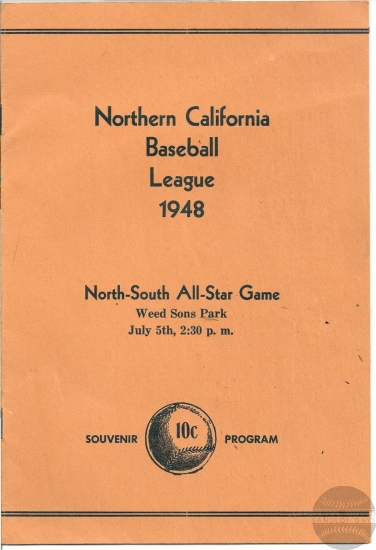 Northern California
Baseball
League
1948
North-South All-Star Game
Weed Sons Park
July 5th, 2:30 p. m.
SOUVENIR 10c PROGRAM